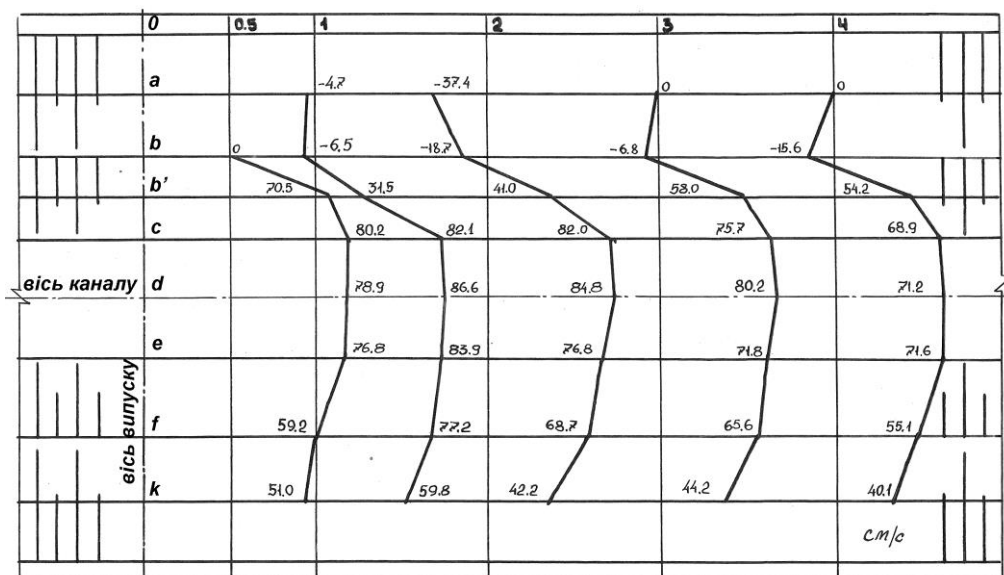 0 0.5 1 2 3 4
a -4.7 -37.4 0 0
b 0 -6.5 -18.7 -6.8 -15.6
b' 70.5 31.5 41.0 53.0 54.2
c 80.2 82.1 82.0 75.7 68.9
вісь каналу d 78.9 86.6 84.8 80.2 71.2
e 76.8 83.9 76.8 71.8 71.6
вісь випуску
f 59.2 77.2 68.7 65.6 55.1
k 51.0 59.8 42.2 44.2 40.1
см/с